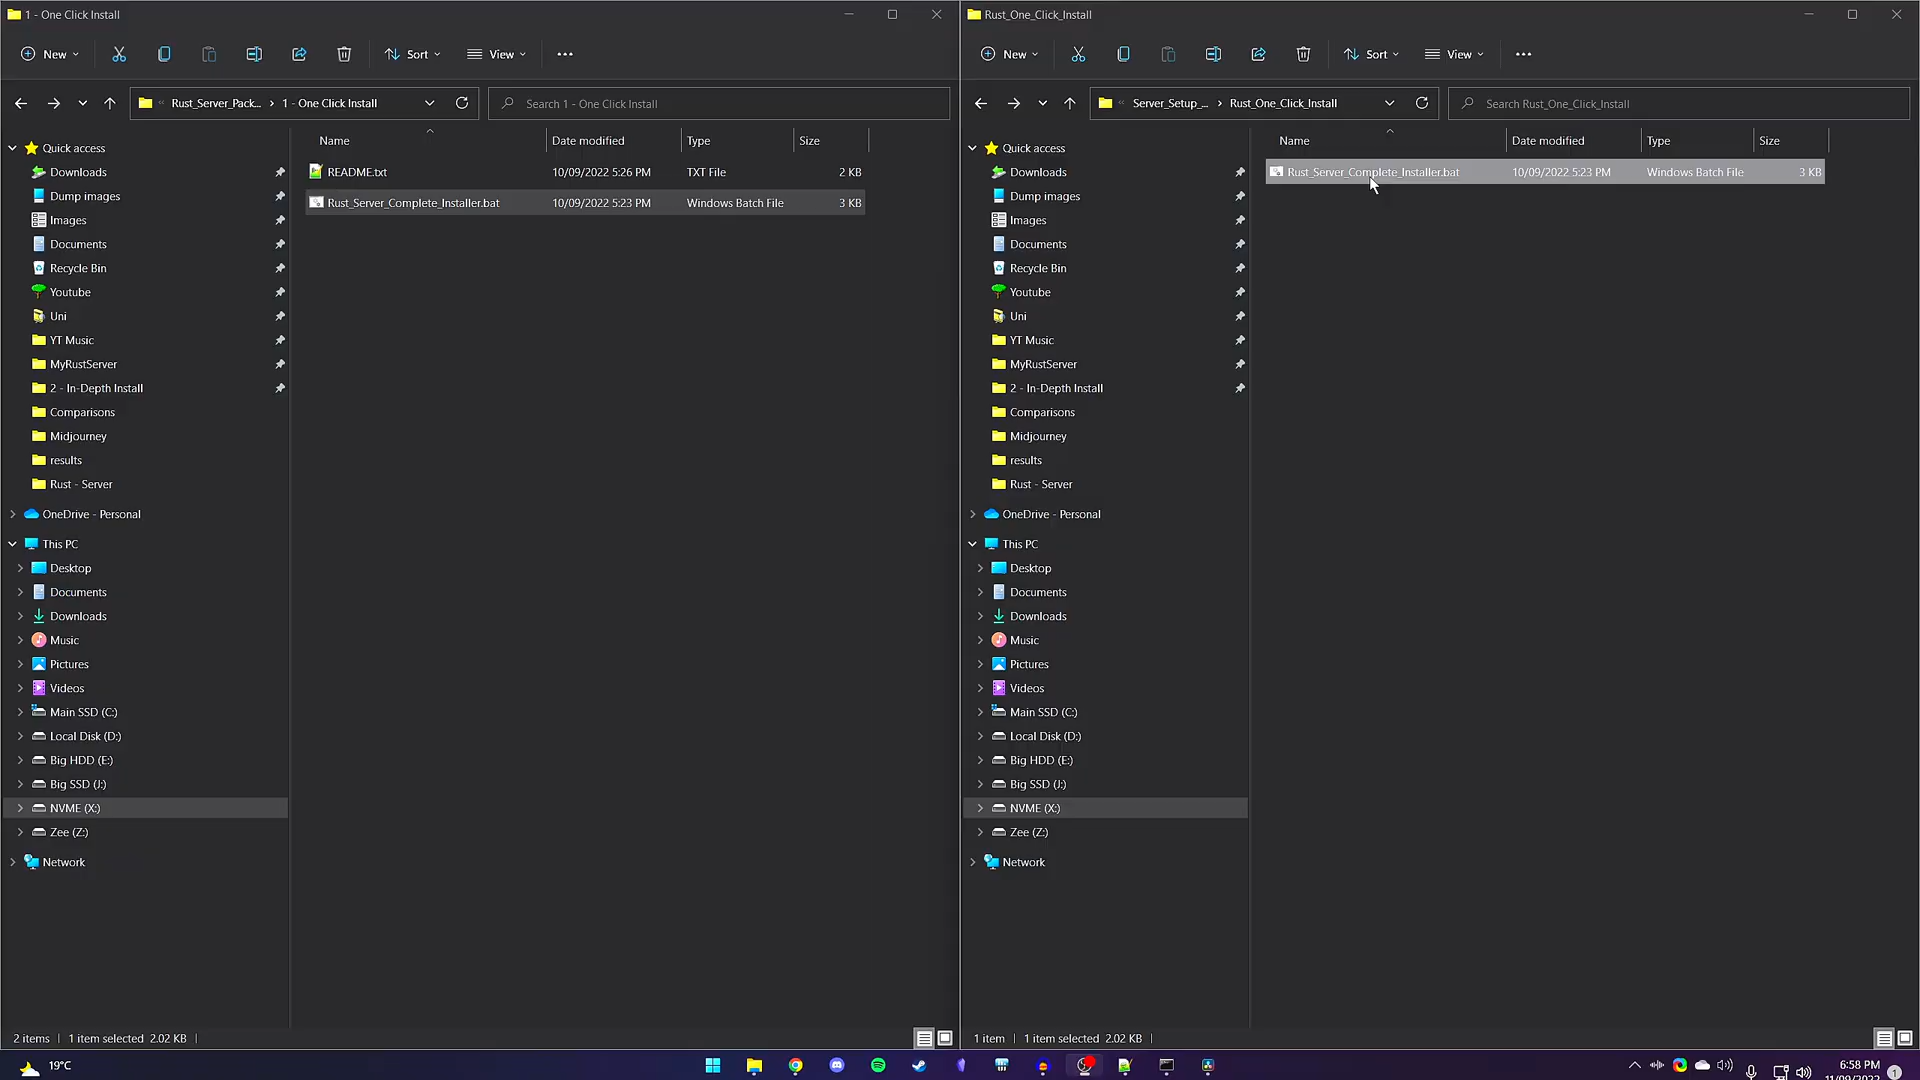 1 - One Click Install
New
Sort
View
Rust_Server_Pack... > 1 - One Click Install
Search 1 - One Click Install
Name
Date modified
Type
Size
README.txt
10/09/2022 5:26 PM
TXT File
2 KB
Rust_Server_Complete_Installer.bat
10/09/2022 5:23 PM
Windows Batch File
3 KB
Quick access
Downloads
Dump images
Images
Documents
Recycle Bin
Youtube
Uni
YT Music
MyRustServer
2 - In-Depth Install
Comparisons
Midjourney
results
Rust - Server
OneDrive - Personal
This PC
Desktop
Documents
Downloads
Music
Pictures
Videos
Main SSD (C:)
Local Disk (D:)
Big HDD (E:)
Big SSD (J:)
NVME (X:)
Zee (Z:)
Network
2 items
1 item selected 2.02 KB
Rust_One_Click_Install
New
Sort
View
Server_Setup_... > Rust_One_Click_Install
Search Rust_One_Click_Install
Name
Date modified
Type
Size
Rust_Server_Complete_Installer.bat
10/09/2022 5:23 PM
Windows Batch File
3 KB
Quick access
Downloads
Dump images
Images
Documents
Recycle Bin
Youtube
Uni
YT Music
MyRustServer
2 - In-Depth Install
Comparisons
Midjourney
results
Rust - Server
OneDrive - Personal
This PC
Desktop
Documents
Downloads
Music
Pictures
Videos
Main SSD (C:)
Local Disk (D:)
Big HDD (E:)
Big SSD (J:)
NVME (X:)
Zee (Z:)
Network
1 item
1 item selected 2.02 KB
19°C
6:58 PM
11/09/2022
1